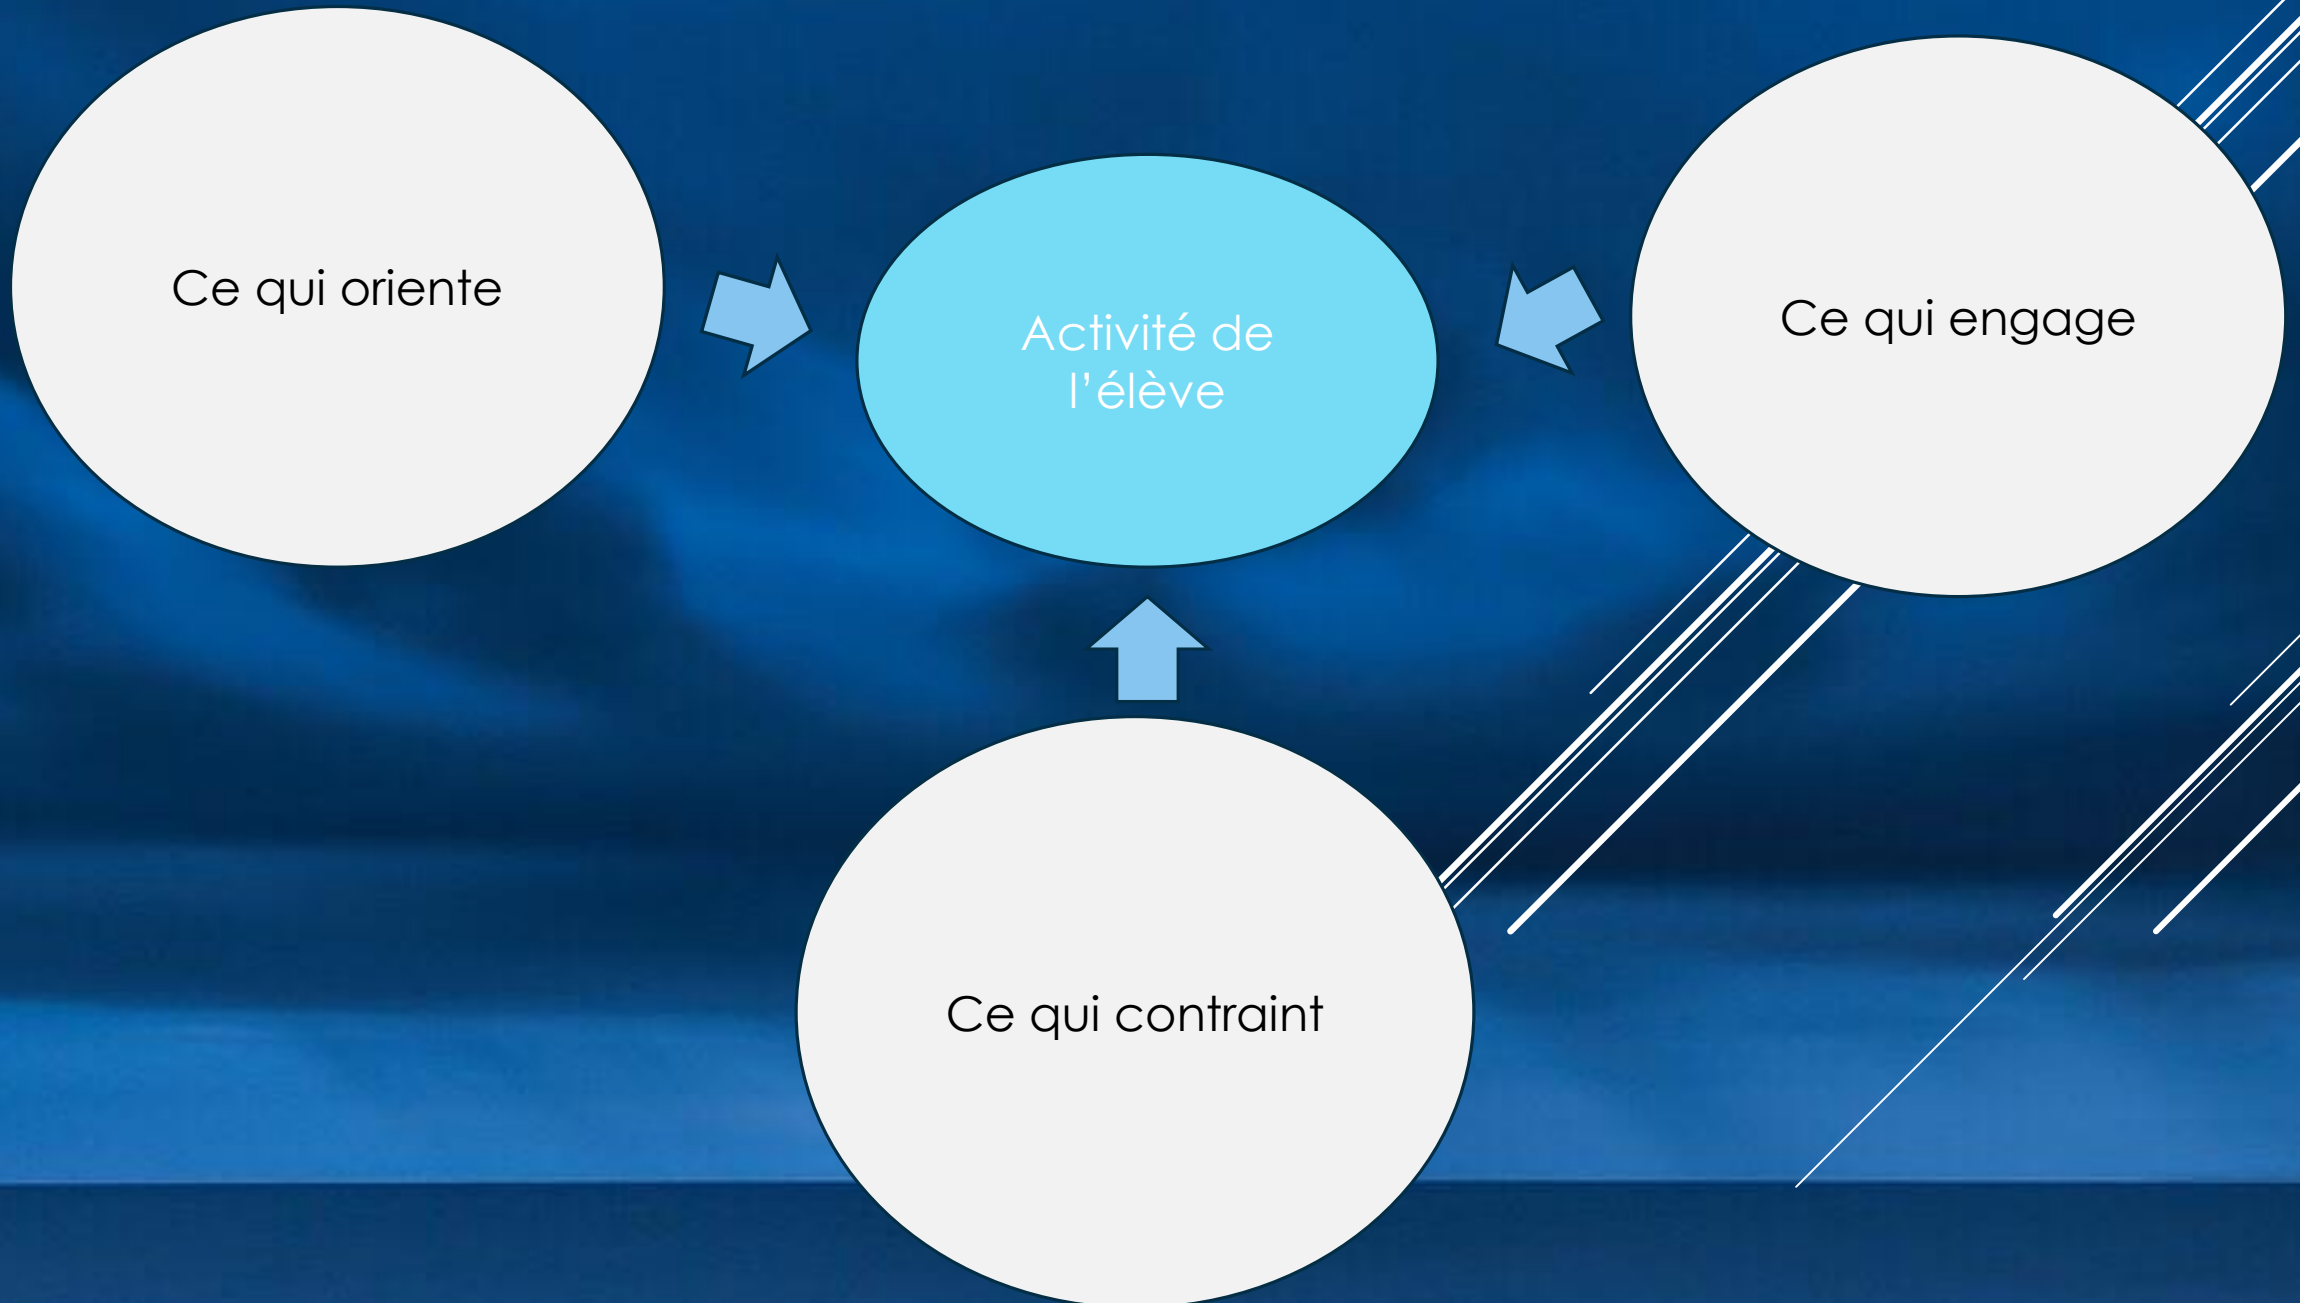 Ce qui oriente
Activité de
l’élève
Ce qui engage
Ce qui contraint